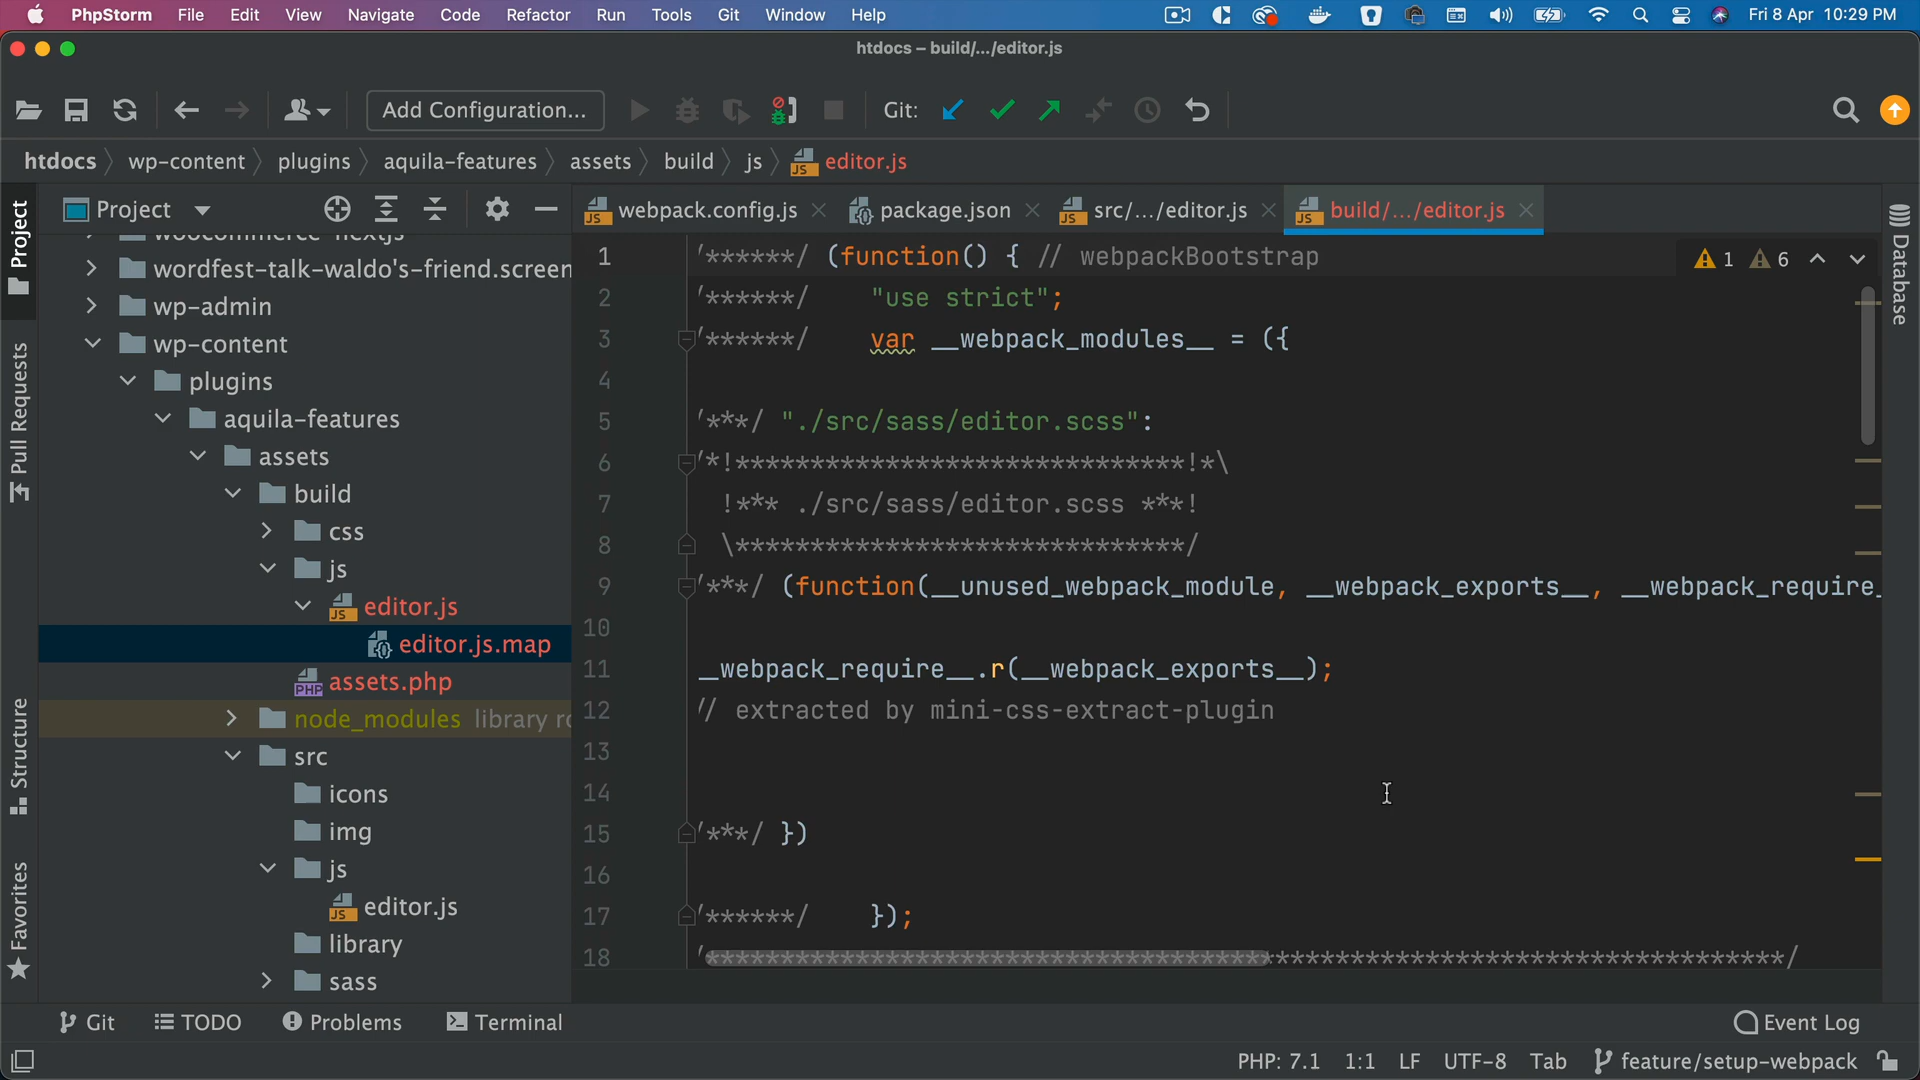 PhpStorm File Edit View Navigate Code Refactor Run Tools Git Window Help Fri 8 Apr 10:29 PM
htdocs – build/.../editor.js
Add Configuration... Git:
htdocs wp-content plugins aquila-features assets build js editor.js
Project
webpack.config.js package.json src/.../editor.js build/.../editor.js
Project
Pull Requests
Structure
Favorites
Database
wordfest-talk-waldo's-friend.screen
wp-admin
wp-content
plugins
aquila-features
assets
build
css
js
editor.js
editor.js.map
assets.php
node_modules library ro
src
icons
img
js
editor.js
library
sass
1 /******/ (function() { // webpackBootstrap
1 6
2 /******/ "use strict";
3 /******/ var __webpack_modules__ = ({
4
5 /***/ "./src/sass/editor.scss":
6 /*!******************************!*\
7 !*** ./src/sass/editor.scss ***!
8 \******************************/
9 /***/ (function(__unused_webpack_module, __webpack_exports__, __webpack_require_
10
11 __webpack_require__.r(__webpack_exports__);
12 // extracted by mini-css-extract-plugin
13
14
15 /***/ })
16
17 /******/ });
18 /************************************************************************/
Git TODO Problems Terminal Event Log
PHP: 7.1 1:1 LF UTF-8 Tab feature/setup-webpack